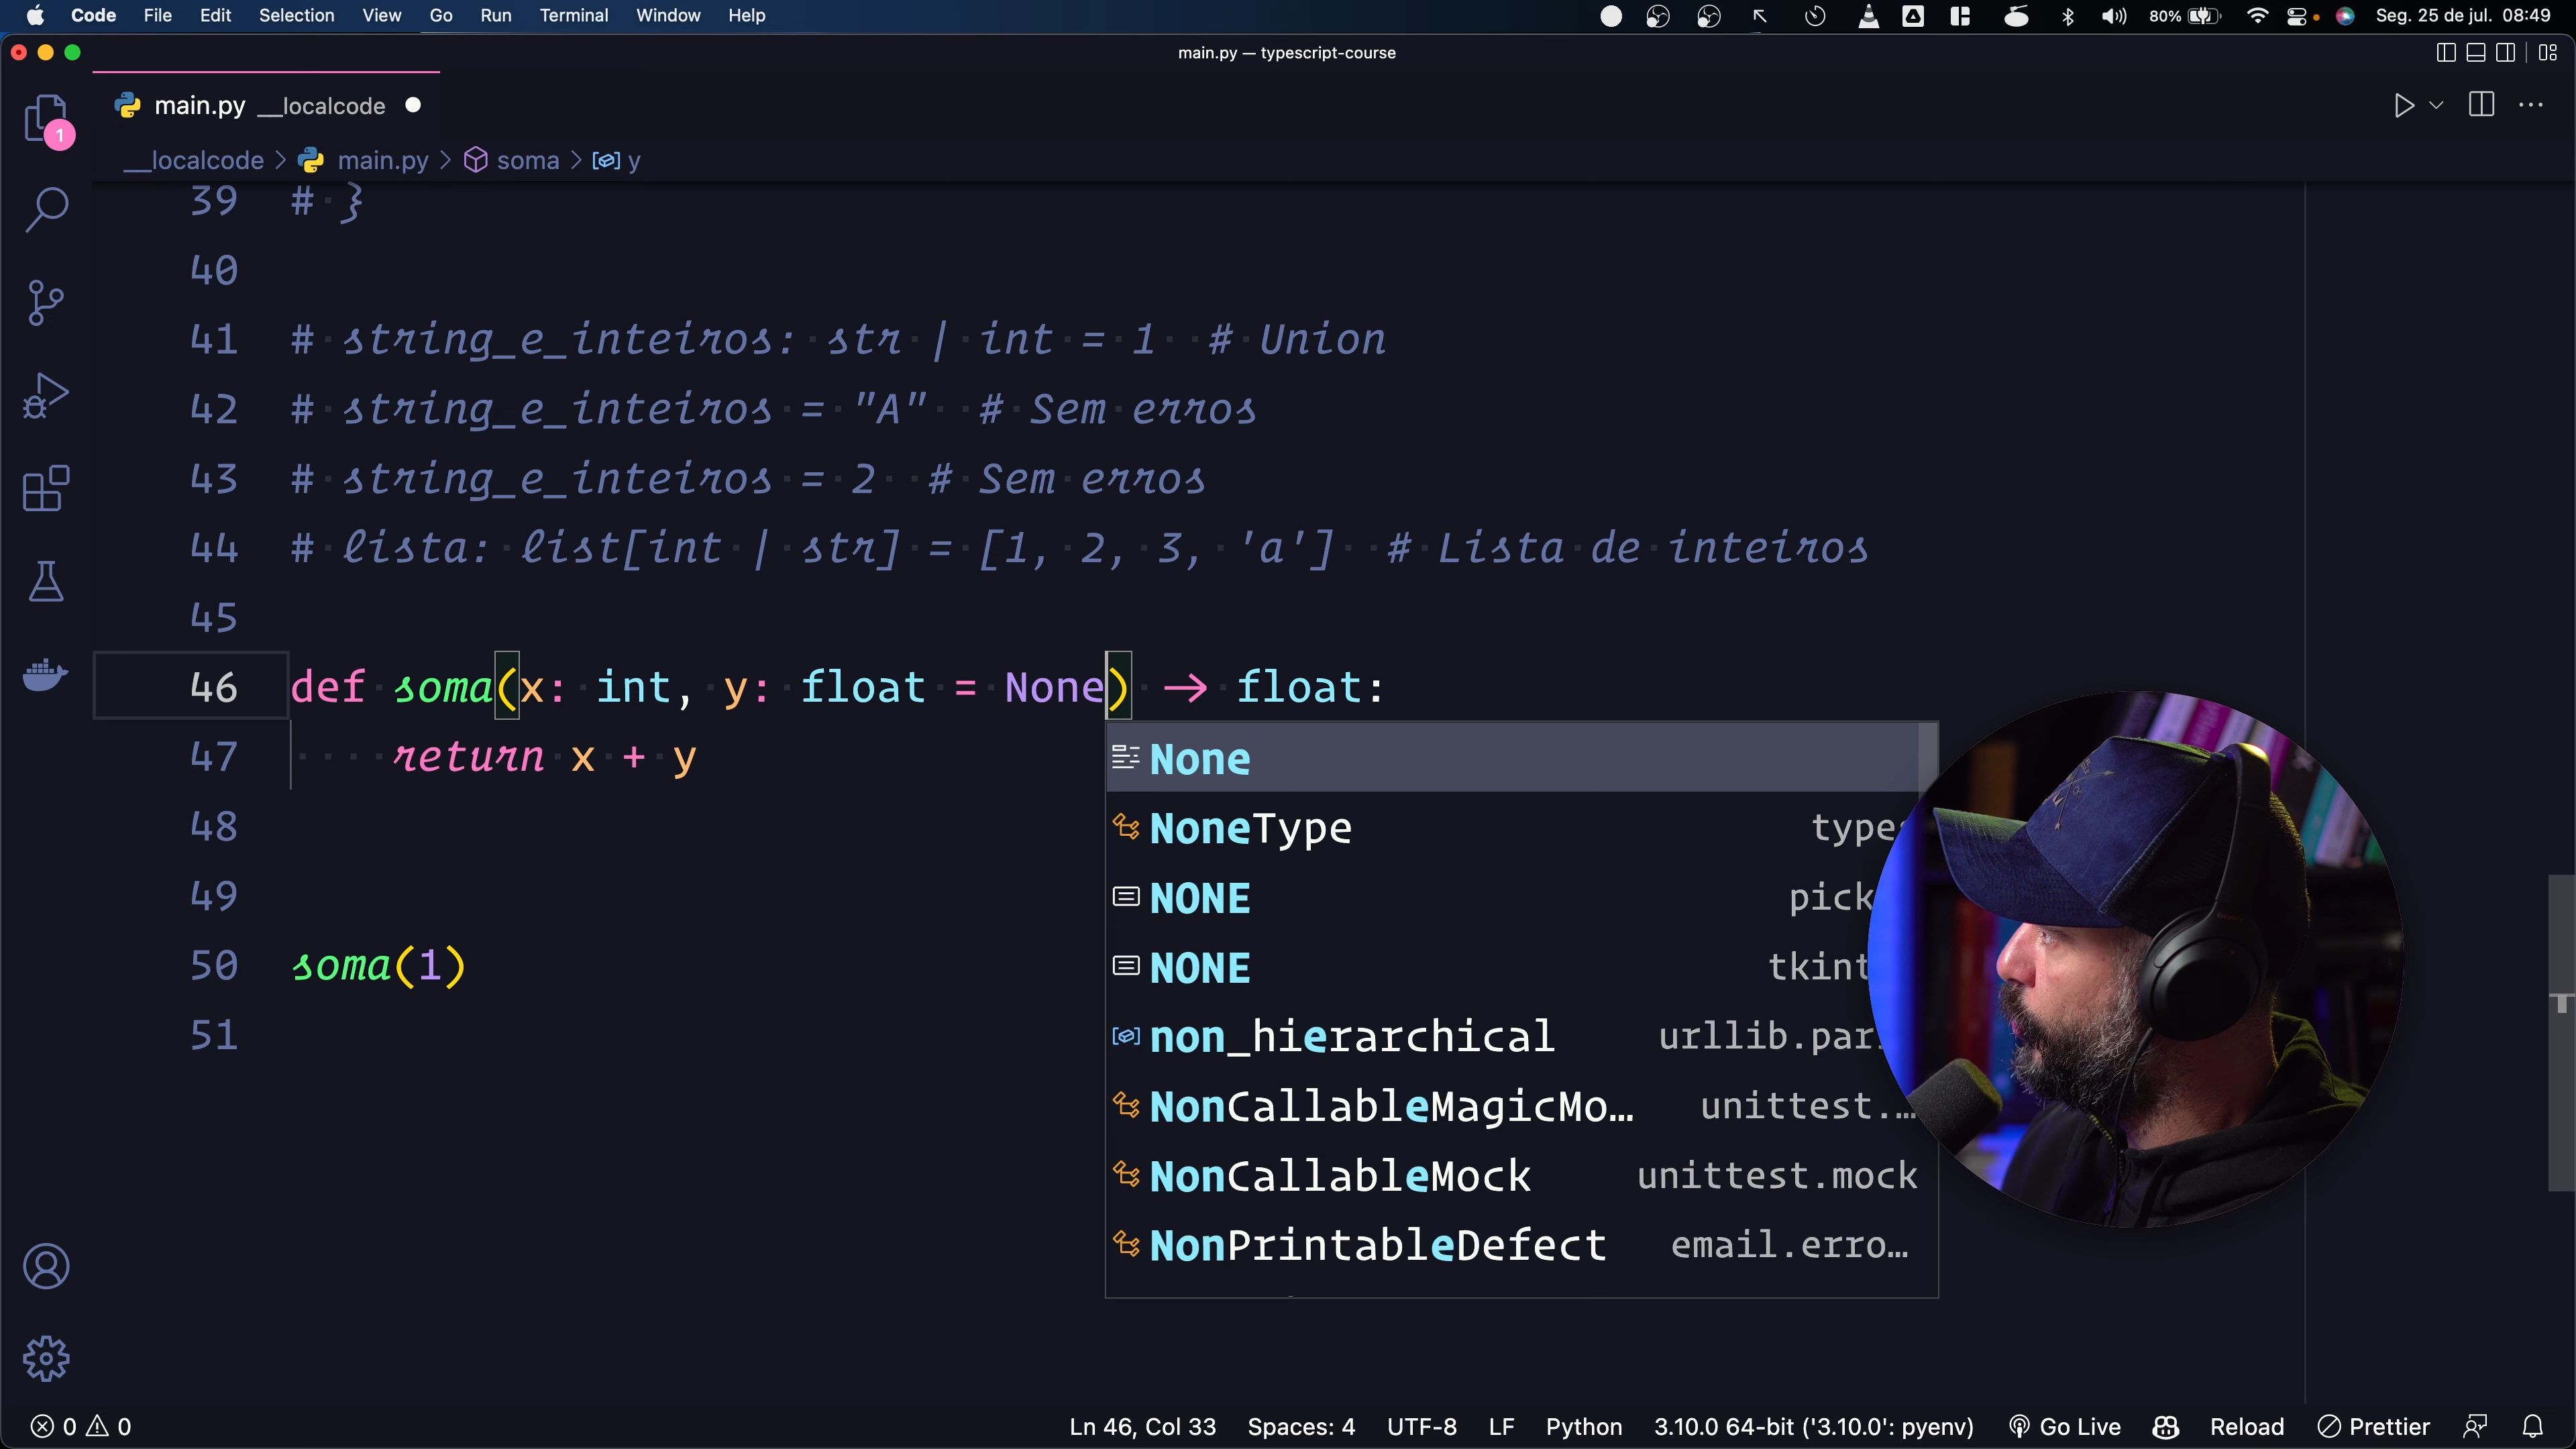 Code File Edit Selection View Go Run Terminal Window Help 80% Seg. 25 de jul. 08:49
main.py — typescript-course
main.py __localcode
1
__localcode > main.py > soma > y
39 # }
40
41 # string_e_inteiros: str | int = 1  # Union
42 # string_e_inteiros = "A"  # Sem erros
43 # string_e_inteiros = 2  # Sem erros
44 # lista: list[int | str] = [1, 2, 3, 'a']  # Lista de inteiros
45
46 def soma(x: int, y: float = None) -> float:
47     return x + y
None
NoneType
48
49
NONE
50 soma(1)
NONE
51
non_hierarchical
NonCallableMagicMo… unittest.…
NonCallableMock unittest.mock
NonPrintableDefect email.erro…
0 0 Ln 46, Col 33 Spaces: 4 UTF-8 LF Python 3.10.0 64-bit ('3.10.0': pyenv) Go Live Reload Prettier